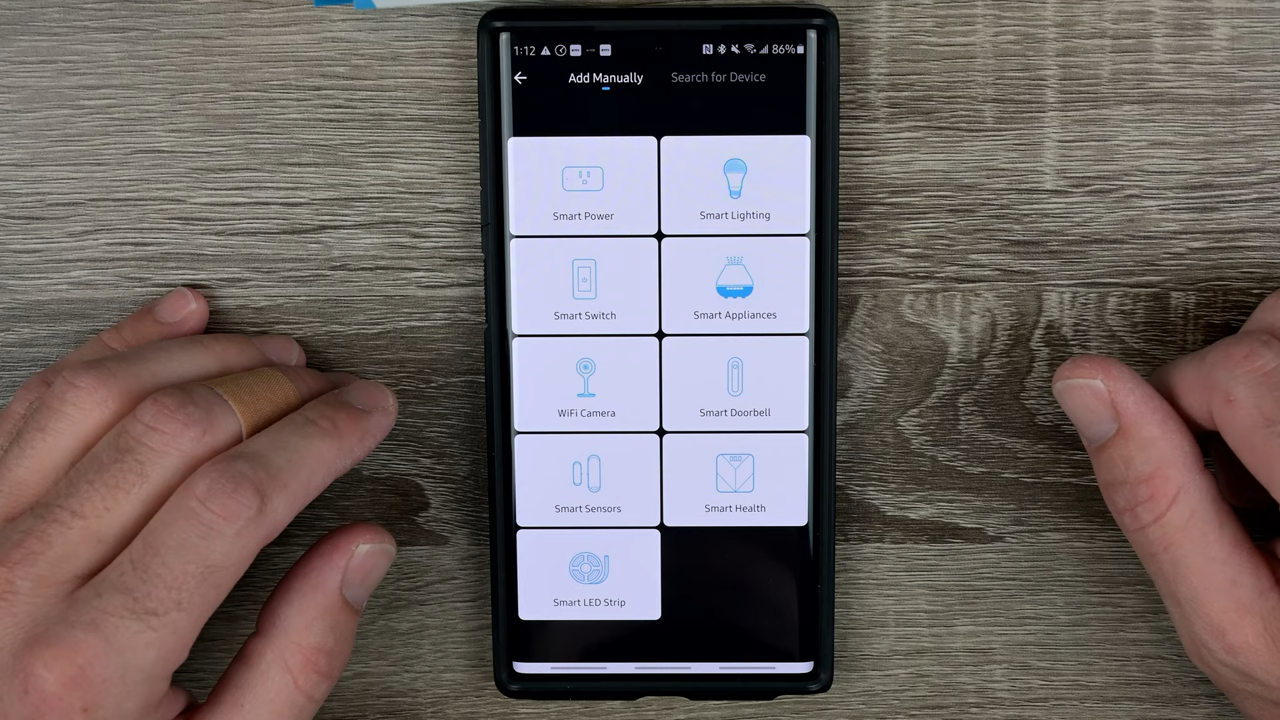 1:12 86%
Add Manually Search for Device
Smart Power Smart Lighting
Smart Switch Smart Appliances
WiFi Camera Smart Doorbell
Smart Sensors Smart Health
Smart LED Strip